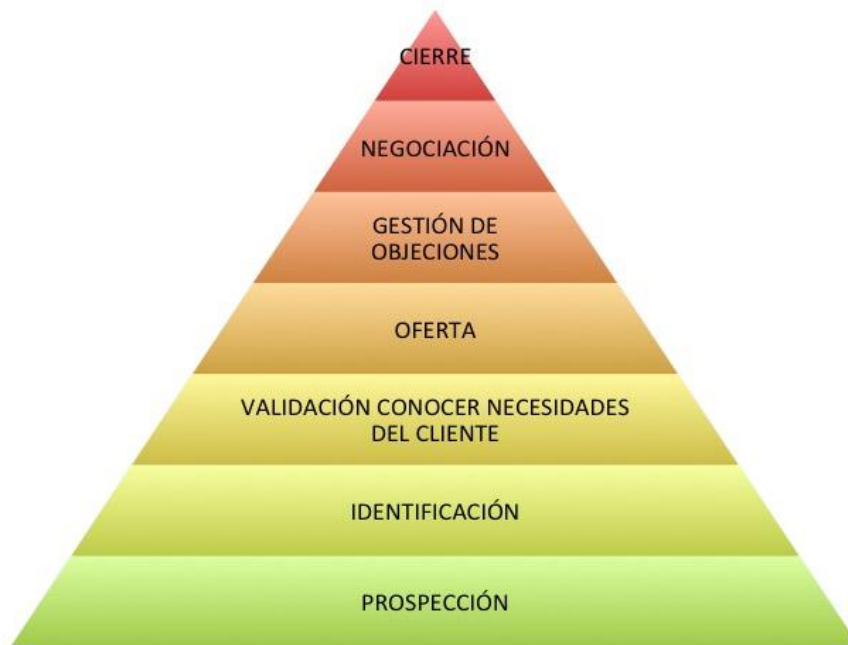 CIERRE
NEGOCIACIÓN
GESTIÓN DE
OBJECIONES
OFERTA
VALIDACIÓN CONOCER NECESIDADES
DEL CLIENTE
IDENTIFICACIÓN
PROSPECCIÓN